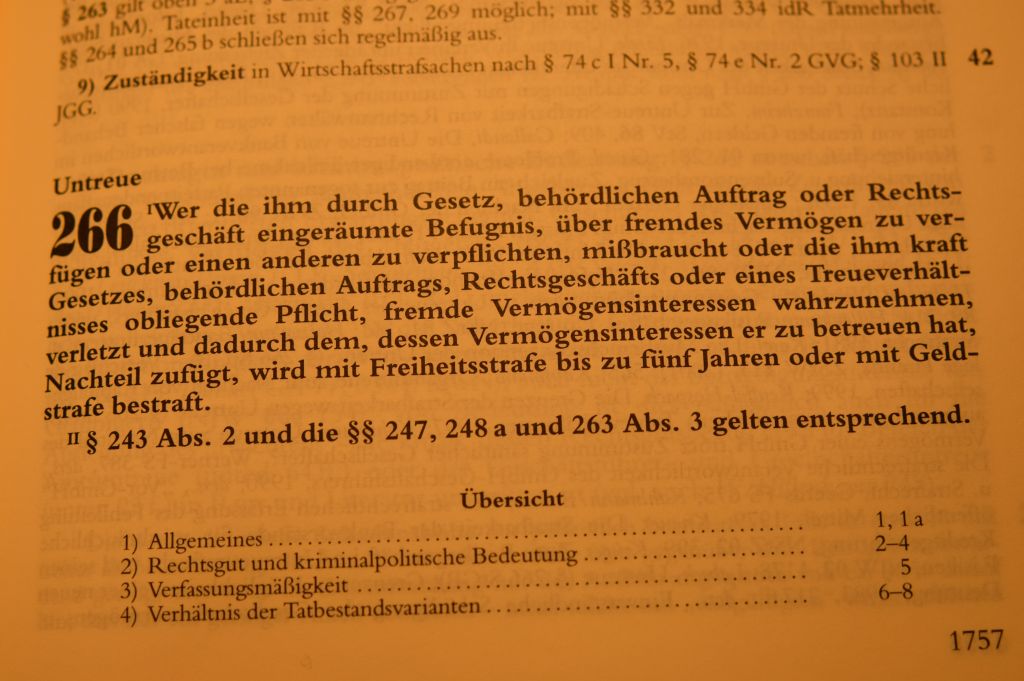 § 263 gilt oben
wohl hM). Tateinheit ist mit §§ 267, 269 möglich; mit §§ 332 und 334 idR Tatmehrheit.
§§ 264 und 265 b schließen sich regelmäßig aus.
9) Zuständigkeit in Wirtschaftsstrafsachen nach § 74 c I Nr. 5, § 74 e Nr. 2 GVG; § 103 II 42
JGG.
Untreue
266 I Wer die ihm durch Gesetz, behördlichen Auftrag oder Rechts-
geschäft eingeräumte Befugnis, über fremdes Vermögen zu ver-
fügen oder einen anderen zu verpflichten, mißbraucht oder die ihm kraft
Gesetzes, behördlichen Auftrags, Rechtsgeschäfts oder eines Treueverhält-
nisses obliegende Pflicht, fremde Vermögensinteressen wahrzunehmen,
verletzt und dadurch dem, dessen Vermögensinteressen er zu betreuen hat,
Nachteil zufügt, wird mit Freiheitsstrafe bis zu fünf Jahren oder mit Geld-
strafe bestraft.
II § 243 Abs. 2 und die §§ 247, 248 a und 263 Abs. 3 gelten entsprechend.
Übersicht
1) Allgemeines . . . . . . . . . . . . . . . . . . . . 1, 1 a
2) Rechtsgut und kriminalpolitische Bedeutung . . . . . . . . . . 2–4
3) Verfassungsmäßigkeit . . . . . . . . . . . . . . . . . . . . 5
4) Verhältnis der Tatbestandsvarianten . . . . . . . . . . . . . . . 6–8
1757